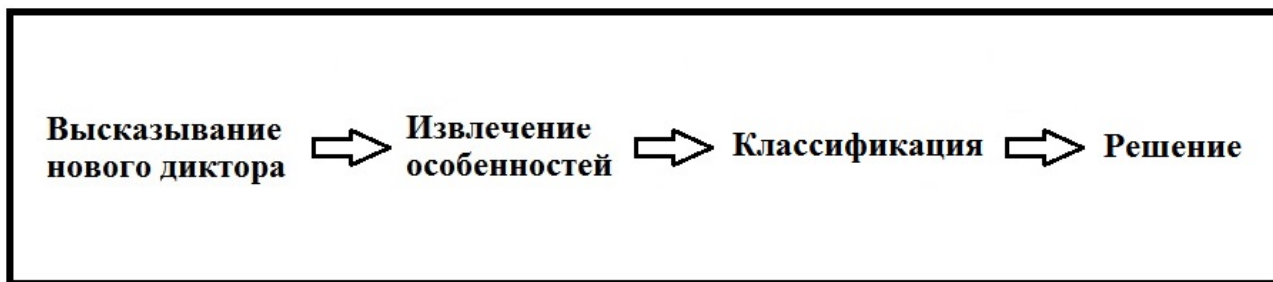 Высказывание
нового диктора
Извлечение
особенностей
Классификация
Решение